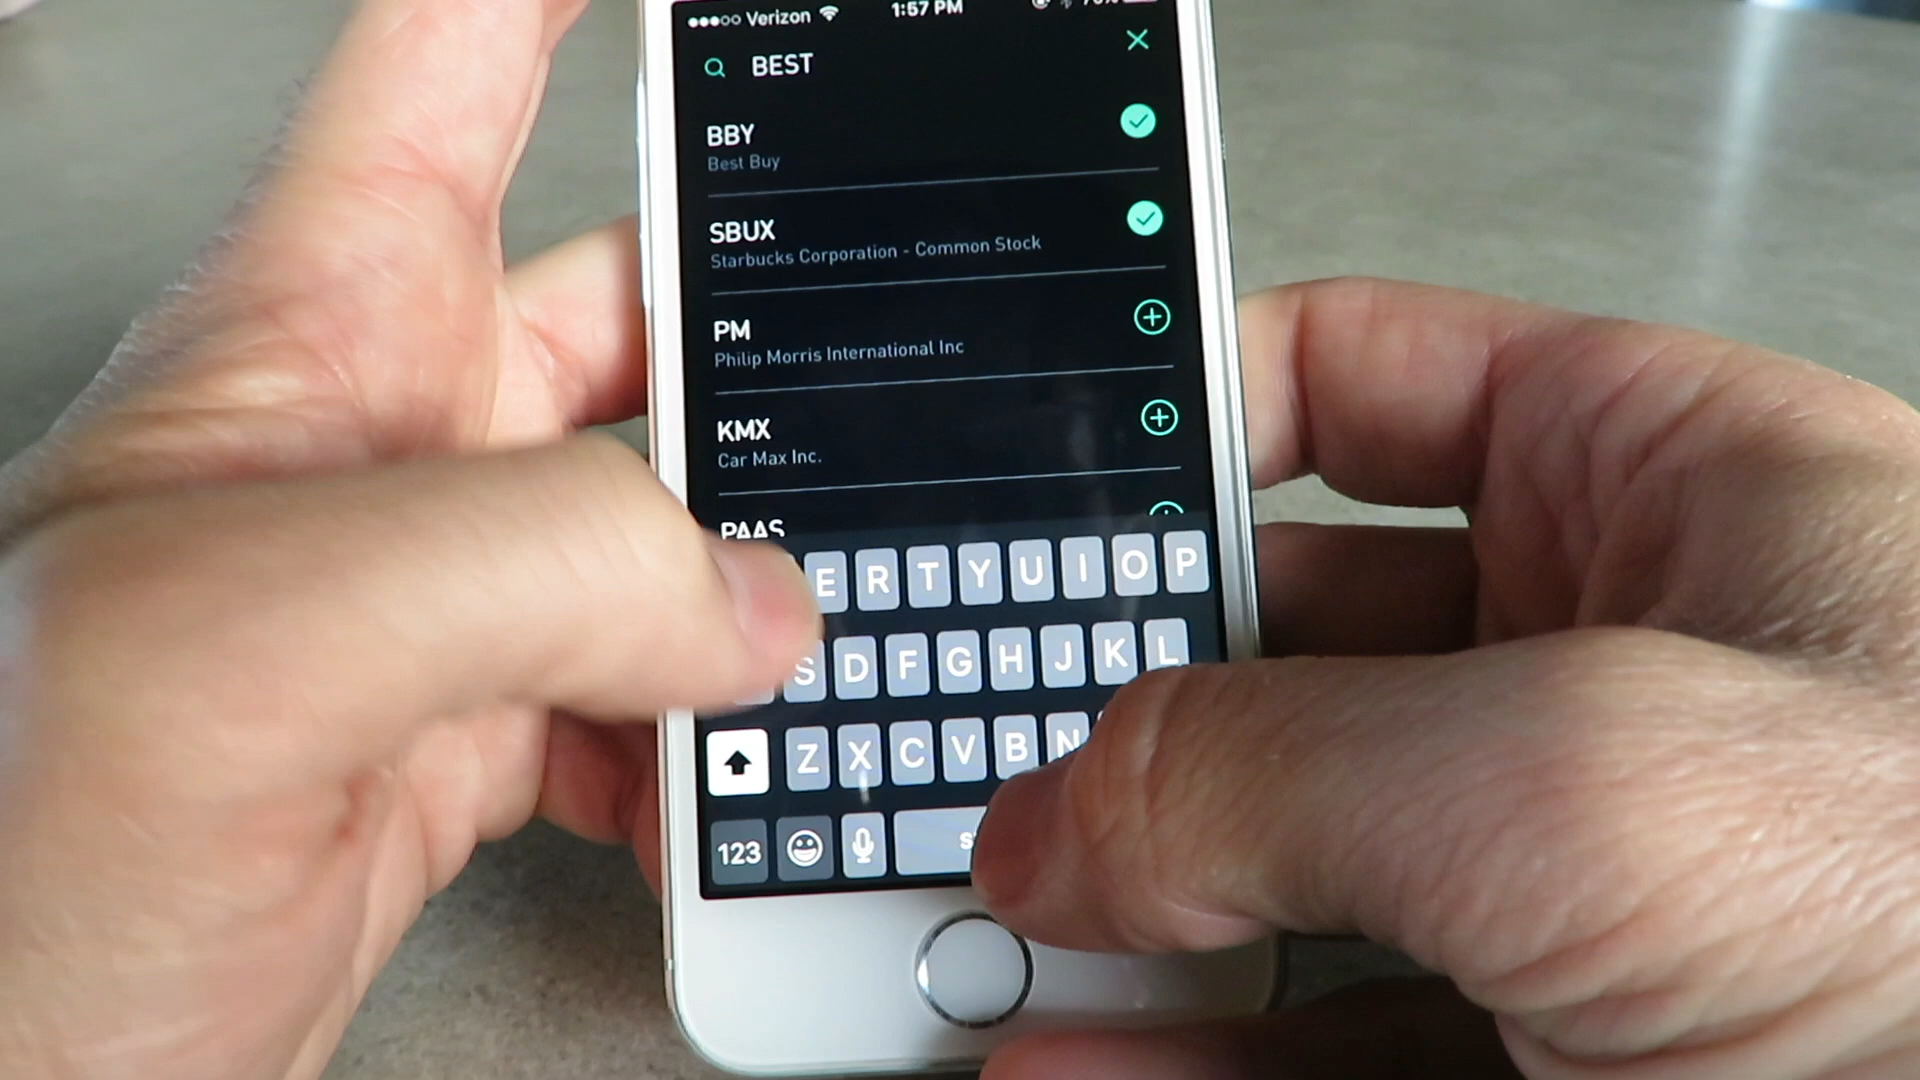 Verizon 1:57 PM
BEST
BBY
Best Buy
SBUX
Starbucks Corporation - Common Stock
PM
Philip Morris International Inc
KMX
Car Max Inc.
PAAS
E R T Y U I O P
S D F G H J K L
Z X C V B N
123